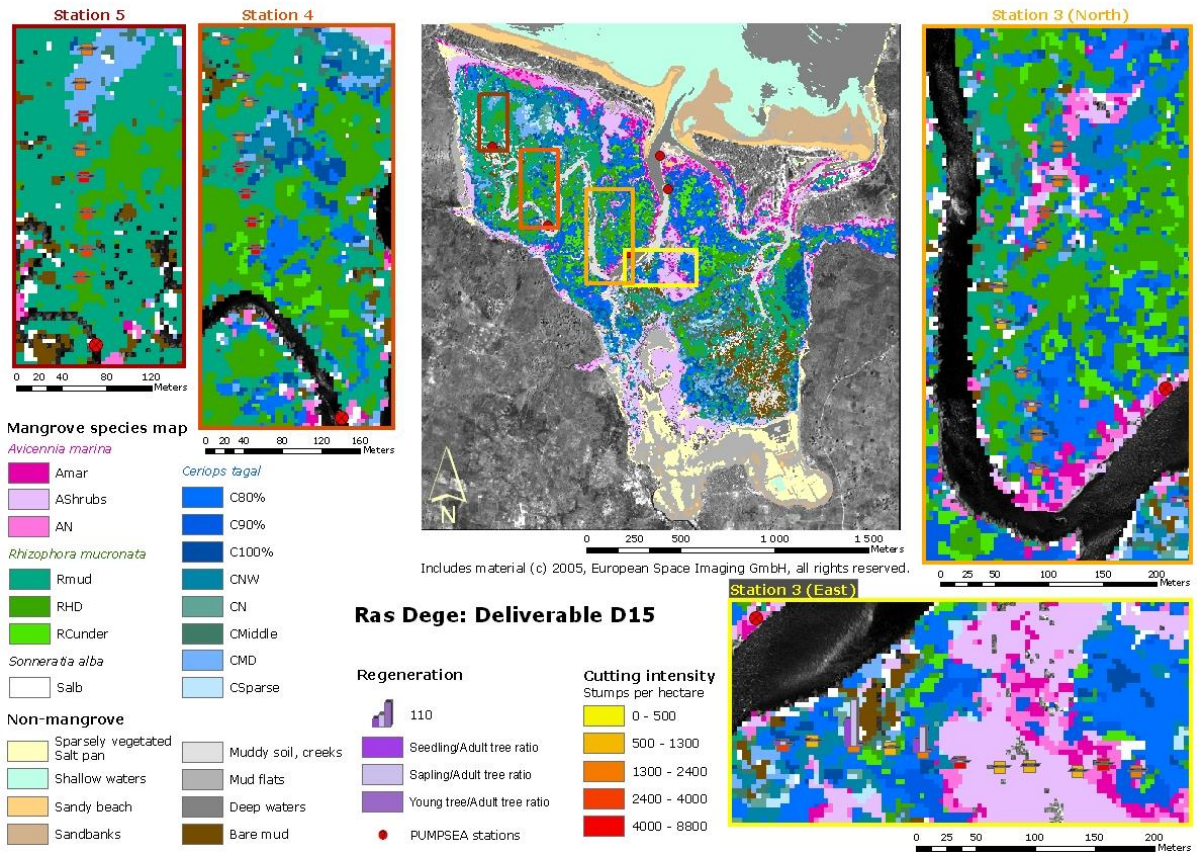 Station 5
Station 4
Station 3 (North)
0 20 40 80 120
Meters
0 20 40 80 120 160
Meters
N
0 250 500 1 000 1 500
Meters
Includes material (c) 2005, European Space Imaging GmbH, all rights reserved.
0 25 50 100 150 200
Meters
Mangrove species map
Avicennia marina
Amar
AShrubs
AN
Rhizophora mucronata
Rmud
RHD
RCunder
Sonneratia alba
Salb
Ceriops tagal
C80%
C90%
C100%
CNW
CN
CMiddle
CMD
CSparse
Non-mangrove
Sparsely vegetated
Salt pan
Shallow waters
Sandy beach
Sandbanks
Muddy soil, creeks
Mud flats
Deep waters
Bare mud
Ras Dege: Deliverable D15
Regeneration
110
Seedling/Adult tree ratio
Sapling/Adult tree ratio
Young tree/Adult tree ratio
PUMPSEA stations
Cutting intensity
Stumps per hectare
0 - 500
500 - 1300
1300 - 2400
2400 - 4000
4000 - 8800
Station 3 (East)
0 25 50 100 150 200
Meters